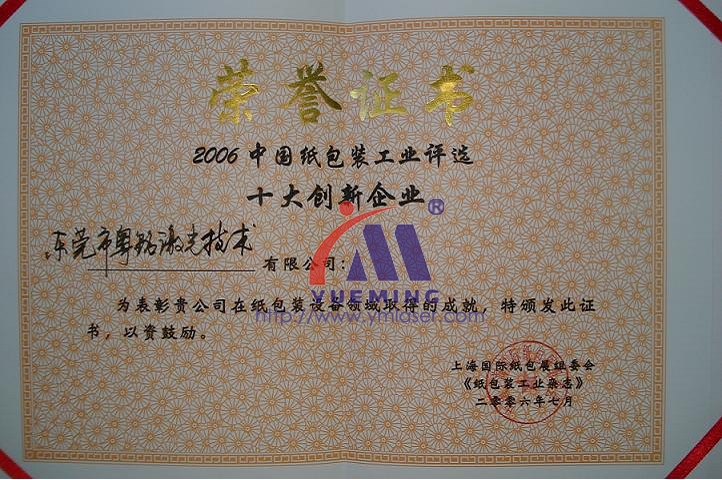 荣誉证书
2006中国纸包装工业评选
十大创新企业
东莞市粤铭激光技术
有限公司：
®
YUEMING
http://www.ymlaser.com
为表彰贵公司在纸包装设备领域取得的成就，特颁发此证
书，以资鼓励。
上海国际纸包展组委会
《纸包装工业杂志》
二零零六年七月